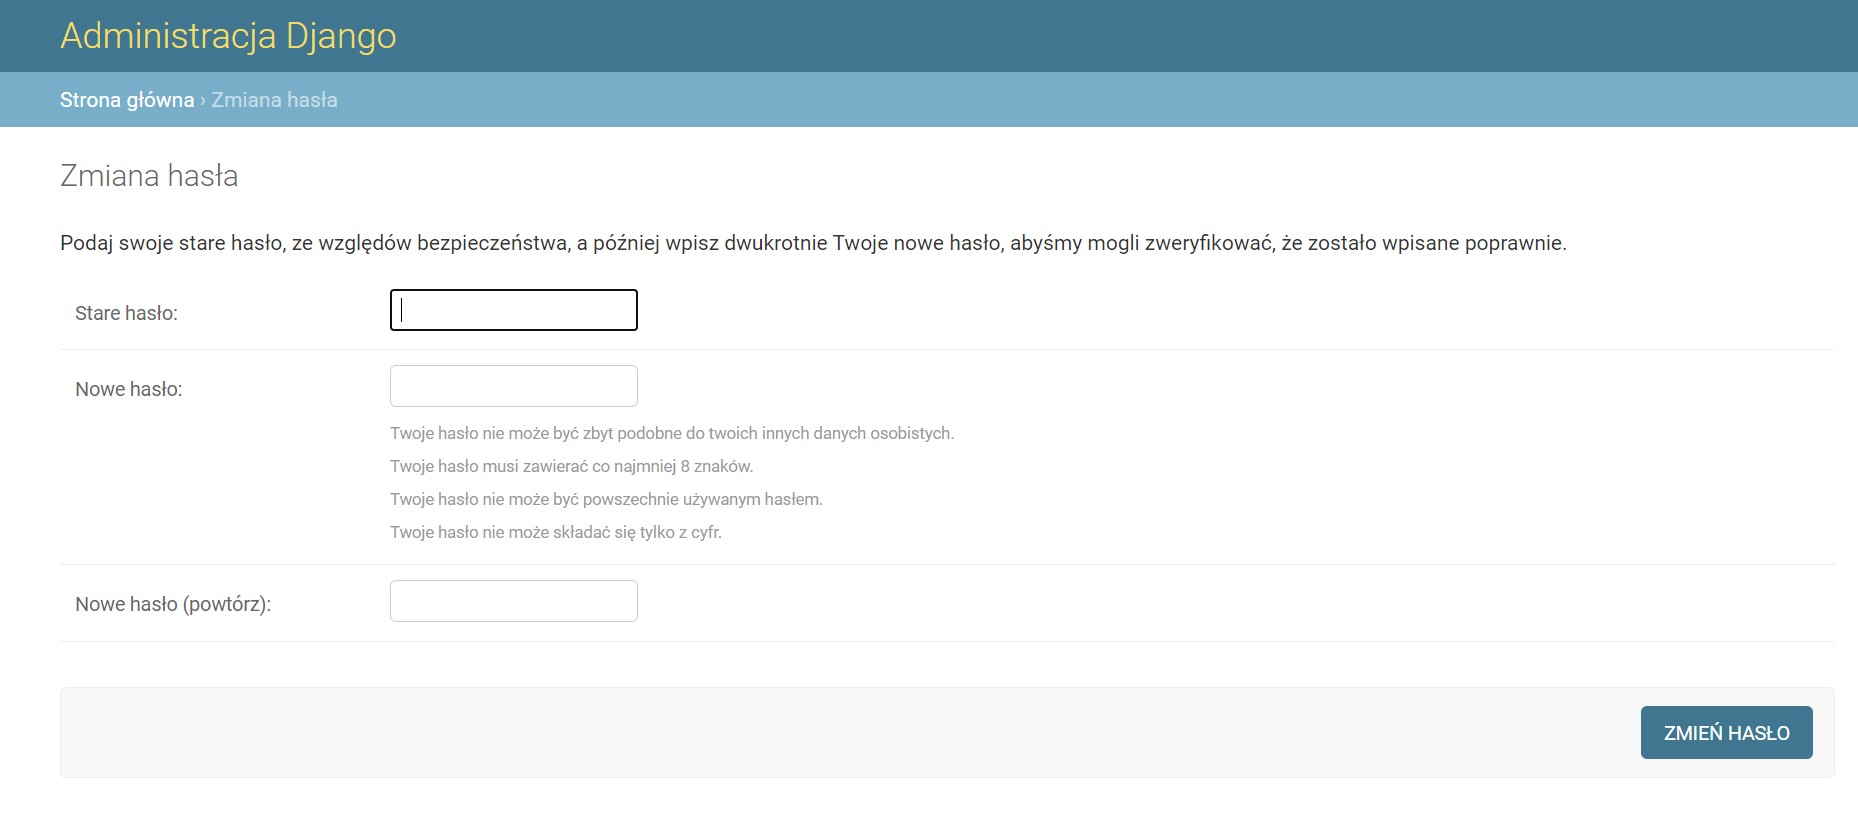 Administracja Django
Strona główna › Zmiana hasła
Zmiana hasła
Podaj swoje stare hasło, ze względów bezpieczeństwa, a później wpisz dwukrotnie Twoje nowe hasło, abyśmy mogli zweryfikować, że zostało wpisane poprawnie.
Stare hasło:
Nowe hasło:
Twoje hasło nie może być zbyt podobne do twoich innych danych osobistych.
Twoje hasło musi zawierać co najmniej 8 znaków.
Twoje hasło nie może być powszechnie używanym hasłem.
Twoje hasło nie może składać się tylko z cyfr.
Nowe hasło (powtórz):
ZMIEŃ HASŁO